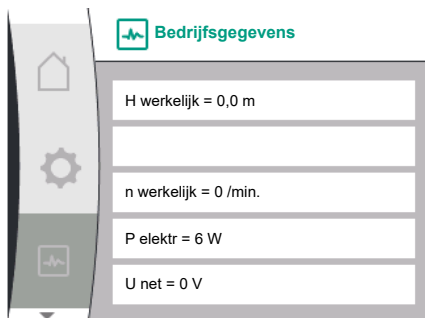 Bedrijfsgegevens
H werkelijk = 0,0 m
n werkelijk = 0 /min.
P elektr = 6 W
U net = 0 V